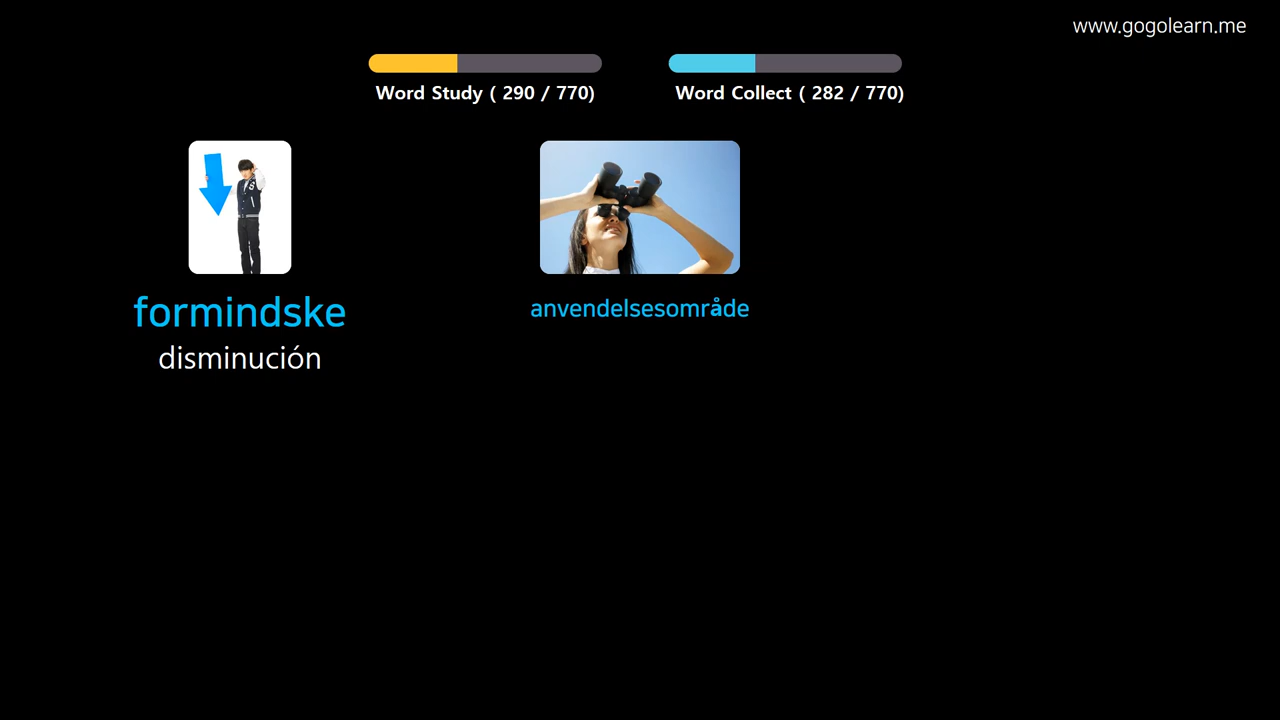 www.gogolearn.me
Word Study ( 290 / 770)
Word Collect ( 282 / 770)
formindske
disminución
anvendelsesområde